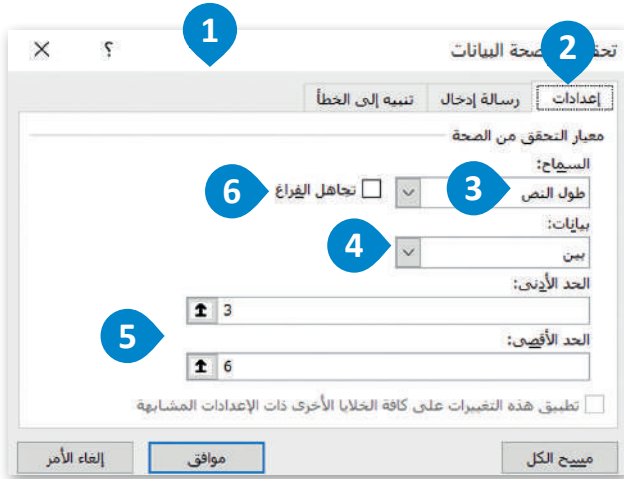 1
؟
تحق صحة البيانات
2
إعدادات رسالة إدخال تنبيه إلى الخطأ
معيار التحقق من الصحة
السماح:
طول النص
3
تجاهل الفراغ
6
بيانات:
بين
4
الحد الأدنى:
3
5
الحد الأقصى:
6
تطبيق هذه التغييرات على كافة الخلايا الأخرى ذات الإعدادات المشابهة
مسح الكل موافق إلغاء الأمر